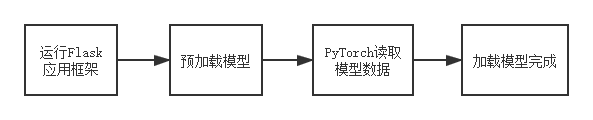 运行Flask
应用框架
预加载模型
PyTorch读取
模型数据
加载模型完成